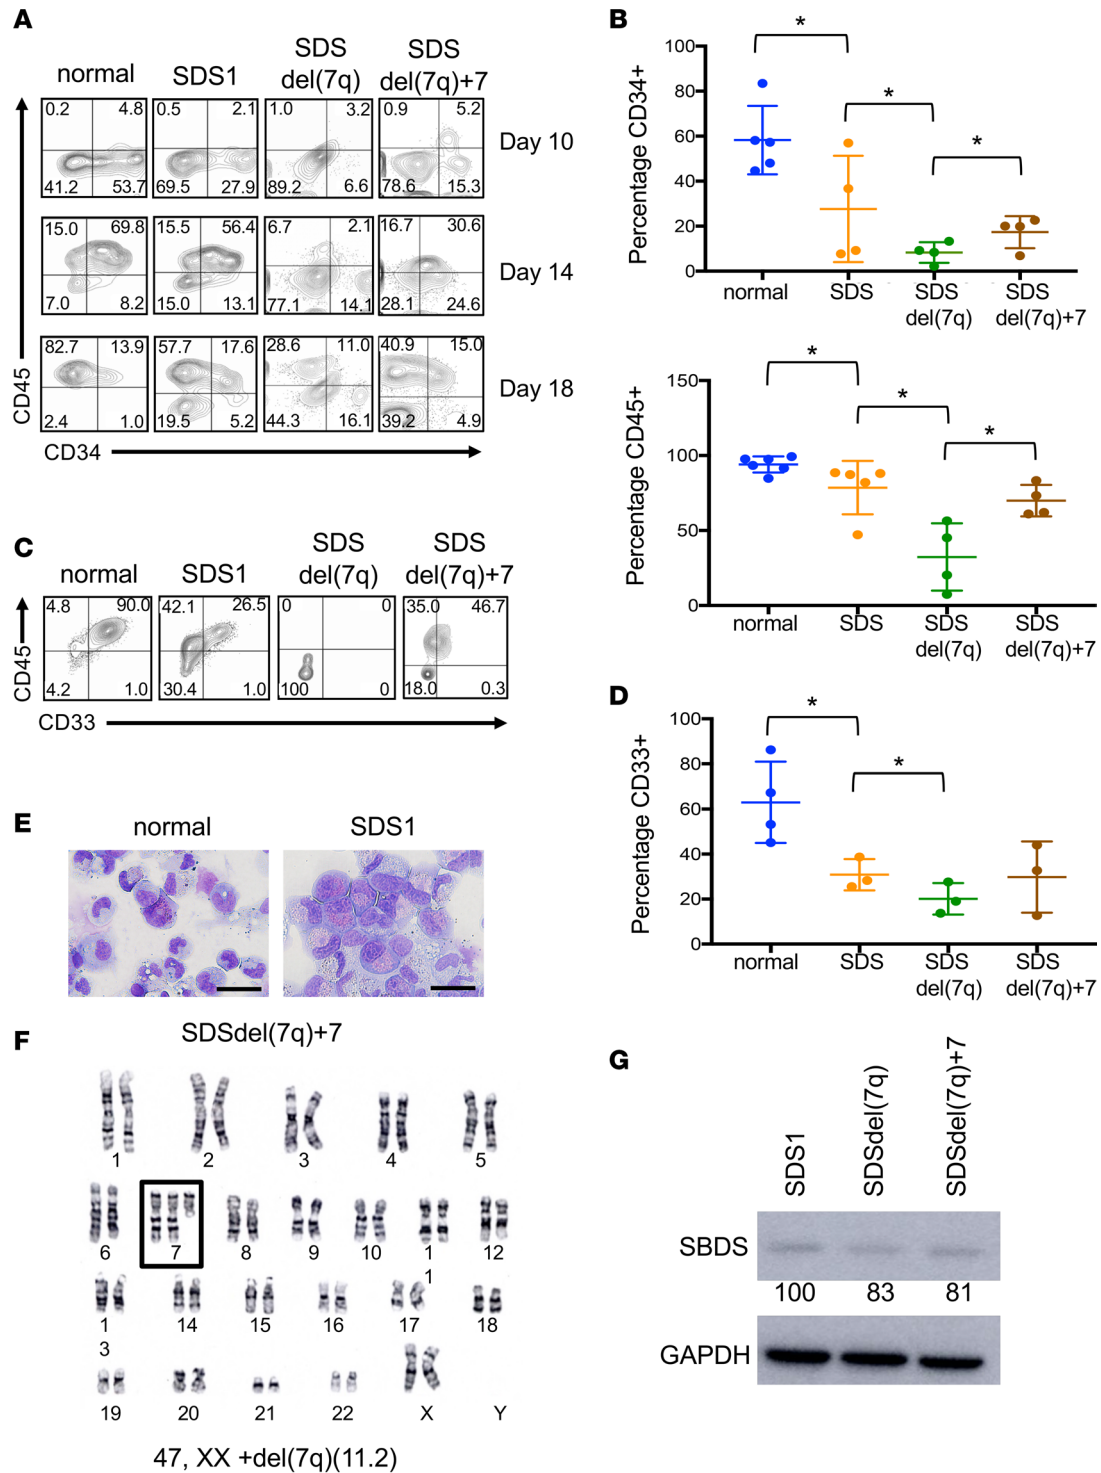 A
normal
SDS1
SDS
del(7q)
SDS
del(7q)+7
0.2 4.8
41.2 53.7
0.5 2.1
69.5 27.9
1.0 3.2
89.2 6.6
0.9 5.2
78.6 15.3
Day 10
15.0 69.8
7.0 8.2
15.5 56.4
15.0 13.1
6.7 2.1
77.1 14.1
16.7 30.6
28.1 24.6
Day 14
82.7 13.9
2.4 1.0
57.7 17.6
19.5 5.2
28.6 11.0
44.3 16.1
40.9 15.0
39.2 4.9
Day 18
CD45
CD34
B
Percentage CD34+
100
80
60
40
20
0
*
*
*
normal
SDS
SDS
del(7q)
SDS
del(7q)+7
Percentage CD45+
150
100
50
0
*
*
*
normal
SDS
SDS
del(7q)
SDS
del(7q)+7
C
normal
SDS1
SDS
del(7q)
SDS
del(7q)+7
4.8 90.0
4.2 1.0
42.1 26.5
30.4 1.0
0 0
100 0
35.0 46.7
18.0 0.3
CD45
CD33
D
Percentage CD33+
100
80
60
40
20
0
*
*
normal
SDS
SDS
del(7q)
SDS
del(7q)+7
E
normal
SDS1
F
SDSdel(7q)+7
1 2 3 4 5
6 7 8 9 10 1 12
1
1 14 15 16 17 18
3
19 20 21 22 X Y
47, XX +del(7q)(11.2)
G
SDS1
SDSdel(7q)
SDSdel(7q)+7
SBDS
100 83 81
GAPDH